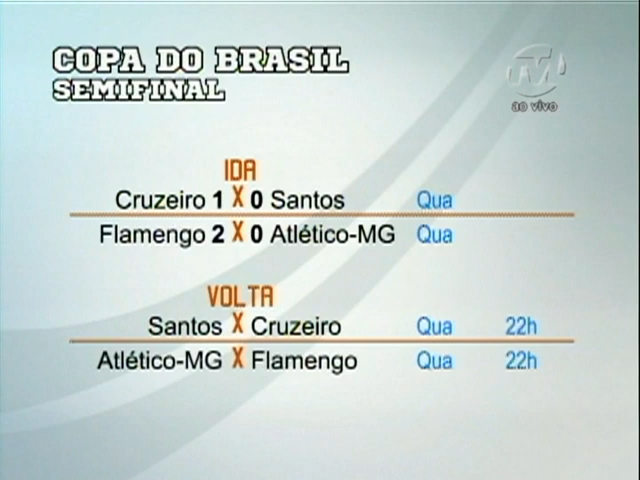 COPA DO BRASIL
SEMIFINAL
TV
ao vivo
IDA
Cruzeiro 1 X 0 Santos Qua
Flamengo 2 X 0 Atlético-MG Qua
VOLTA
Santos X Cruzeiro Qua 22h
Atlético-MG X Flamengo Qua 22h